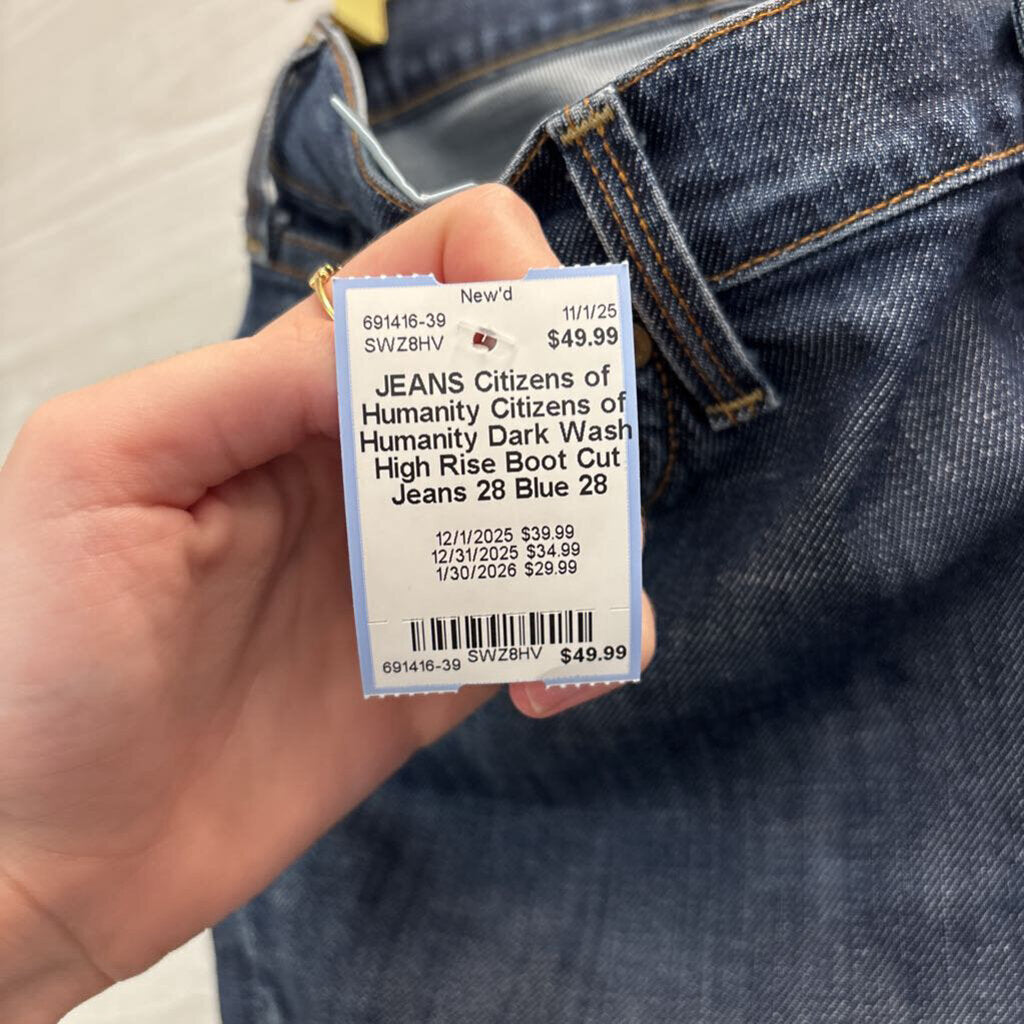 New'd
691416-39 11/1/25
SWZ8HV $49.99
JEANS Citizens of
Humanity Citizens of
Humanity Dark Wash
High Rise Boot Cut
Jeans 28 Blue 28
12/1/2025 $39.99
12/31/2025 $34.99
1/30/2026 $29.99
691416-39 SWZ8HV $49.99